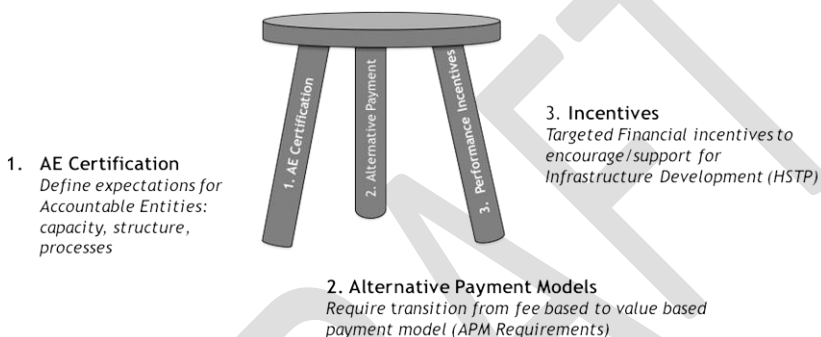 1. AE Certification
2. Alternative Payment
3. Performance Incentives
1. AE Certification
Define expectations for
Accountable Entities:
capacity, structure,
processes
3. Incentives
Targeted Financial incentives to
encourage/support for
Infrastructure Development (HSTP)
2. Alternative Payment Models
Require transition from fee based to value based
payment model (APM Requirements)